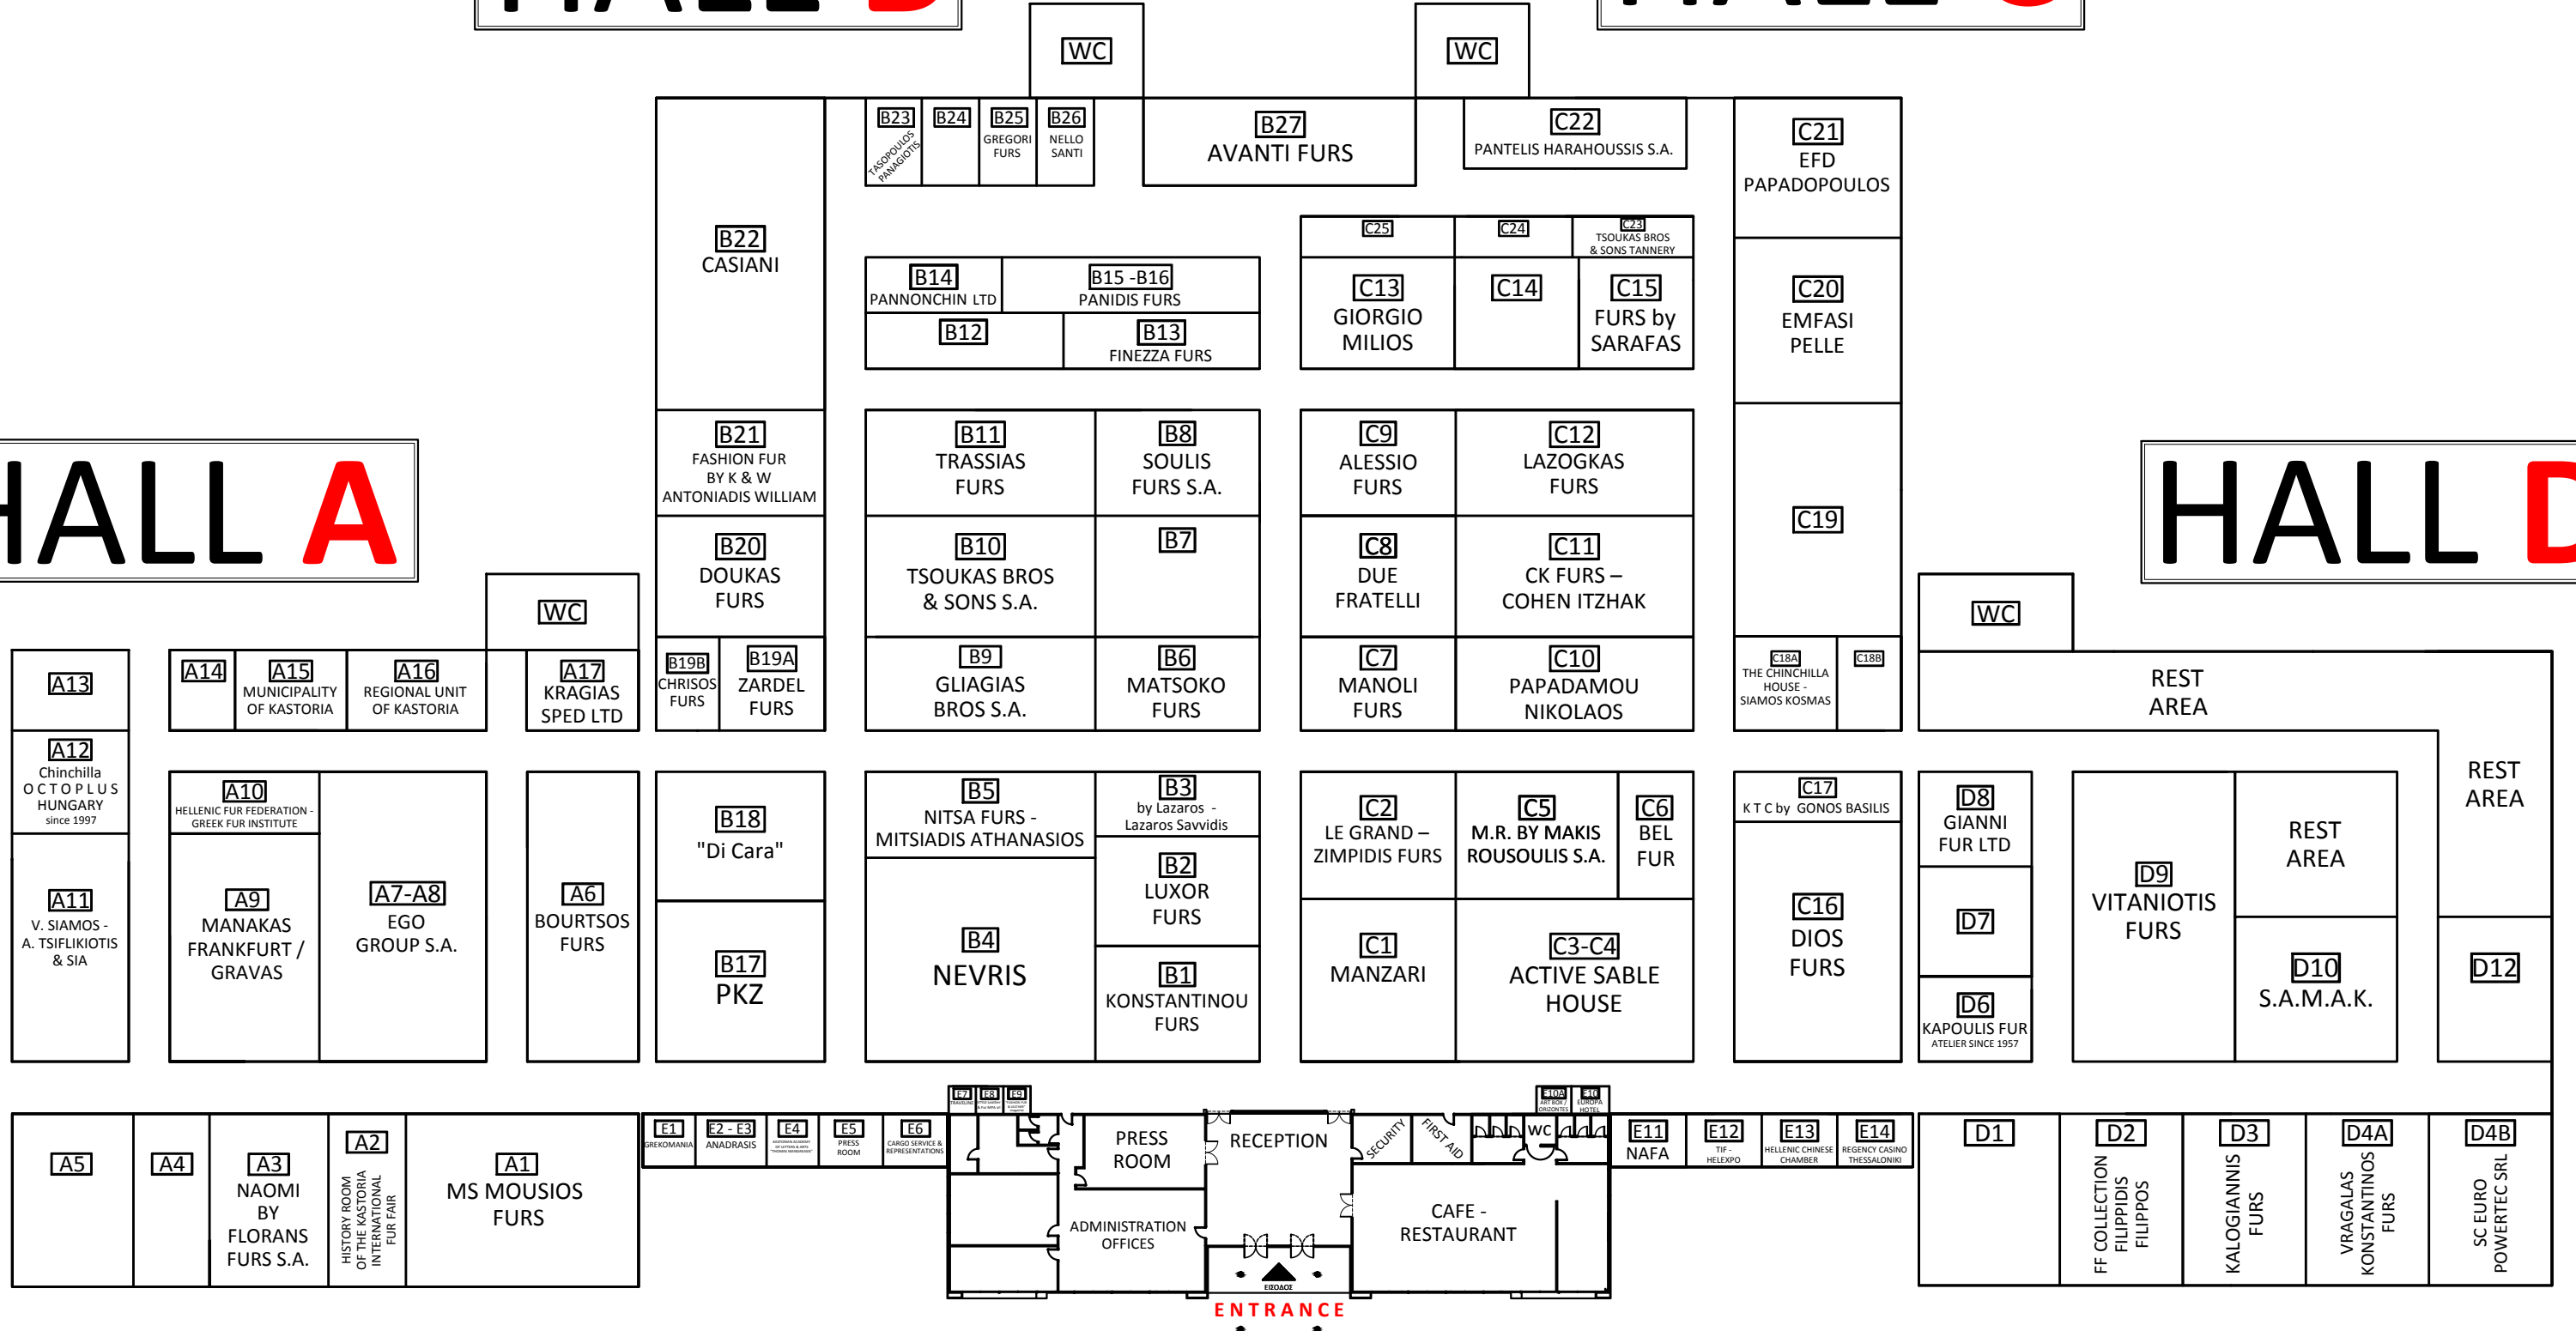 HALL B
HALL C
WC
WC
B23
TASOPOULOS
PANAGIOTIS
B24
B25
GREGORI
FURS
B26
NELLO
SANTI
B27
AVANTI FURS
C22
PANTELIS HARAHOUSSIS S.A.
C21
EFD
PAPADOPOULOS
B22
CASIANI
C25
C24
C23
TSOUKAS BROS
& SONS TANNERY
B14
PANNONCHIN LTD
B15 -B16
PANIDIS FURS
B12
B13
FINEZZA FURS
C13
GIORGIO
MILIOS
C14
C15
FURS by
SARAFAS
C20
EMFASI
PELLE
HALL A
B21
FASHION FUR
BY K & W
ANTONIADIS WILLIAM
B11
TRASSIAS
FURS
B8
SOULIS
FURS S.A.
C9
ALESSIO
FURS
C12
LAZOGKAS
FURS
C19
HALL D
B20
DOUKAS
FURS
B10
TSOUKAS BROS
& SONS S.A.
B7
C8
DUE
FRATELLI
C11
CK FURS –
COHEN ITZHAK
WC
WC
A13
A14
A15
MUNICIPALITY
OF KASTORIA
A16
REGIONAL UNIT
OF KASTORIA
A17
KRAGIAS
SPED LTD
B19B
CHRISOS
FURS
B19A
ZARDEL
FURS
B9
GLIAGIAS
BROS S.A.
B6
MATSOKO
FURS
C7
MANOLI
FURS
C10
PAPADAMOU
NIKOLAOS
C18A
THE CHINCHILLA
HOUSE -
SIAMOS KOSMAS
C18B
REST
AREA
A12
Chinchilla
O C T O P L U S
HUNGARY
since 1997
A10
HELLENIC FUR FEDERATION -
GREEK FUR INSTITUTE
A11
V. SIAMOS -
A. TSIFLIKIOTIS
& SIA
A9
MANAKAS
FRANKFURT /
GRAVAS
A7-A8
EGO
GROUP S.A.
A6
BOURTSOS
FURS
B18
"Di Cara"
B17
PKZ
B5
NITSA FURS -
MITSIADIS ATHANASIOS
B3
by Lazaros -
Lazaros Savvidis
B2
LUXOR
FURS
B4
NEVRIS
B1
KONSTANTINOU
FURS
C2
LE GRAND –
ZIMPIDIS FURS
C5
M.R. BY MAKIS
ROUSOULIS S.A.
C6
BEL
FUR
C1
MANZARI
C3-C4
ACTIVE SABLE
HOUSE
C17
K T C by GONOS BASILIS
C16
DIOS
FURS
D8
GIANNI
FUR LTD
D7
D6
KAPOULIS FUR
ATELIER SINCE 1957
D9
VITANIOTIS
FURS
REST
AREA
D10
S.A.M.A.K.
REST
AREA
D12
A5
A4
A3
NAOMI
BY
FLORANS
FURS S.A.
A2
HISTORY ROOM
OF THE KASTORIA
INTERNATIONAL
FUR FAIR
A1
MS MOUSIOS
FURS
E1
GREKOMANIA
E2 - E3
ANADRASIS
E4
E5
PRESS
ROOM
E6
CARGO SERVICE &
REPRESENTATIONS
E7
TRAVELINE
E8
E9
PRESS
ROOM
ADMINISTRATION
OFFICES
RECEPTION
SECURITY
FIRST AID
WC
CAFE -
RESTAURANT
E10A
ART BOX /
ORIZONTES
E10
EUROPA
HOTEL
E11
NAFA
E12
TIF -
HELEXPO
E13
HELLENIC CHINESE
CHAMBER
E14
REGENCY CASINO
THESSALONIKI
D1
D2
FF COLLECTION
FILIPPIDIS
FILIPPOS
D3
KALOGIANNIS
FURS
D4A
VRAGALAS
KONSTANTINOS
FURS
D4B
SC EURO
POWERTEC SRL
ΕΙΣΟΔΟΣ
ENTRANCE